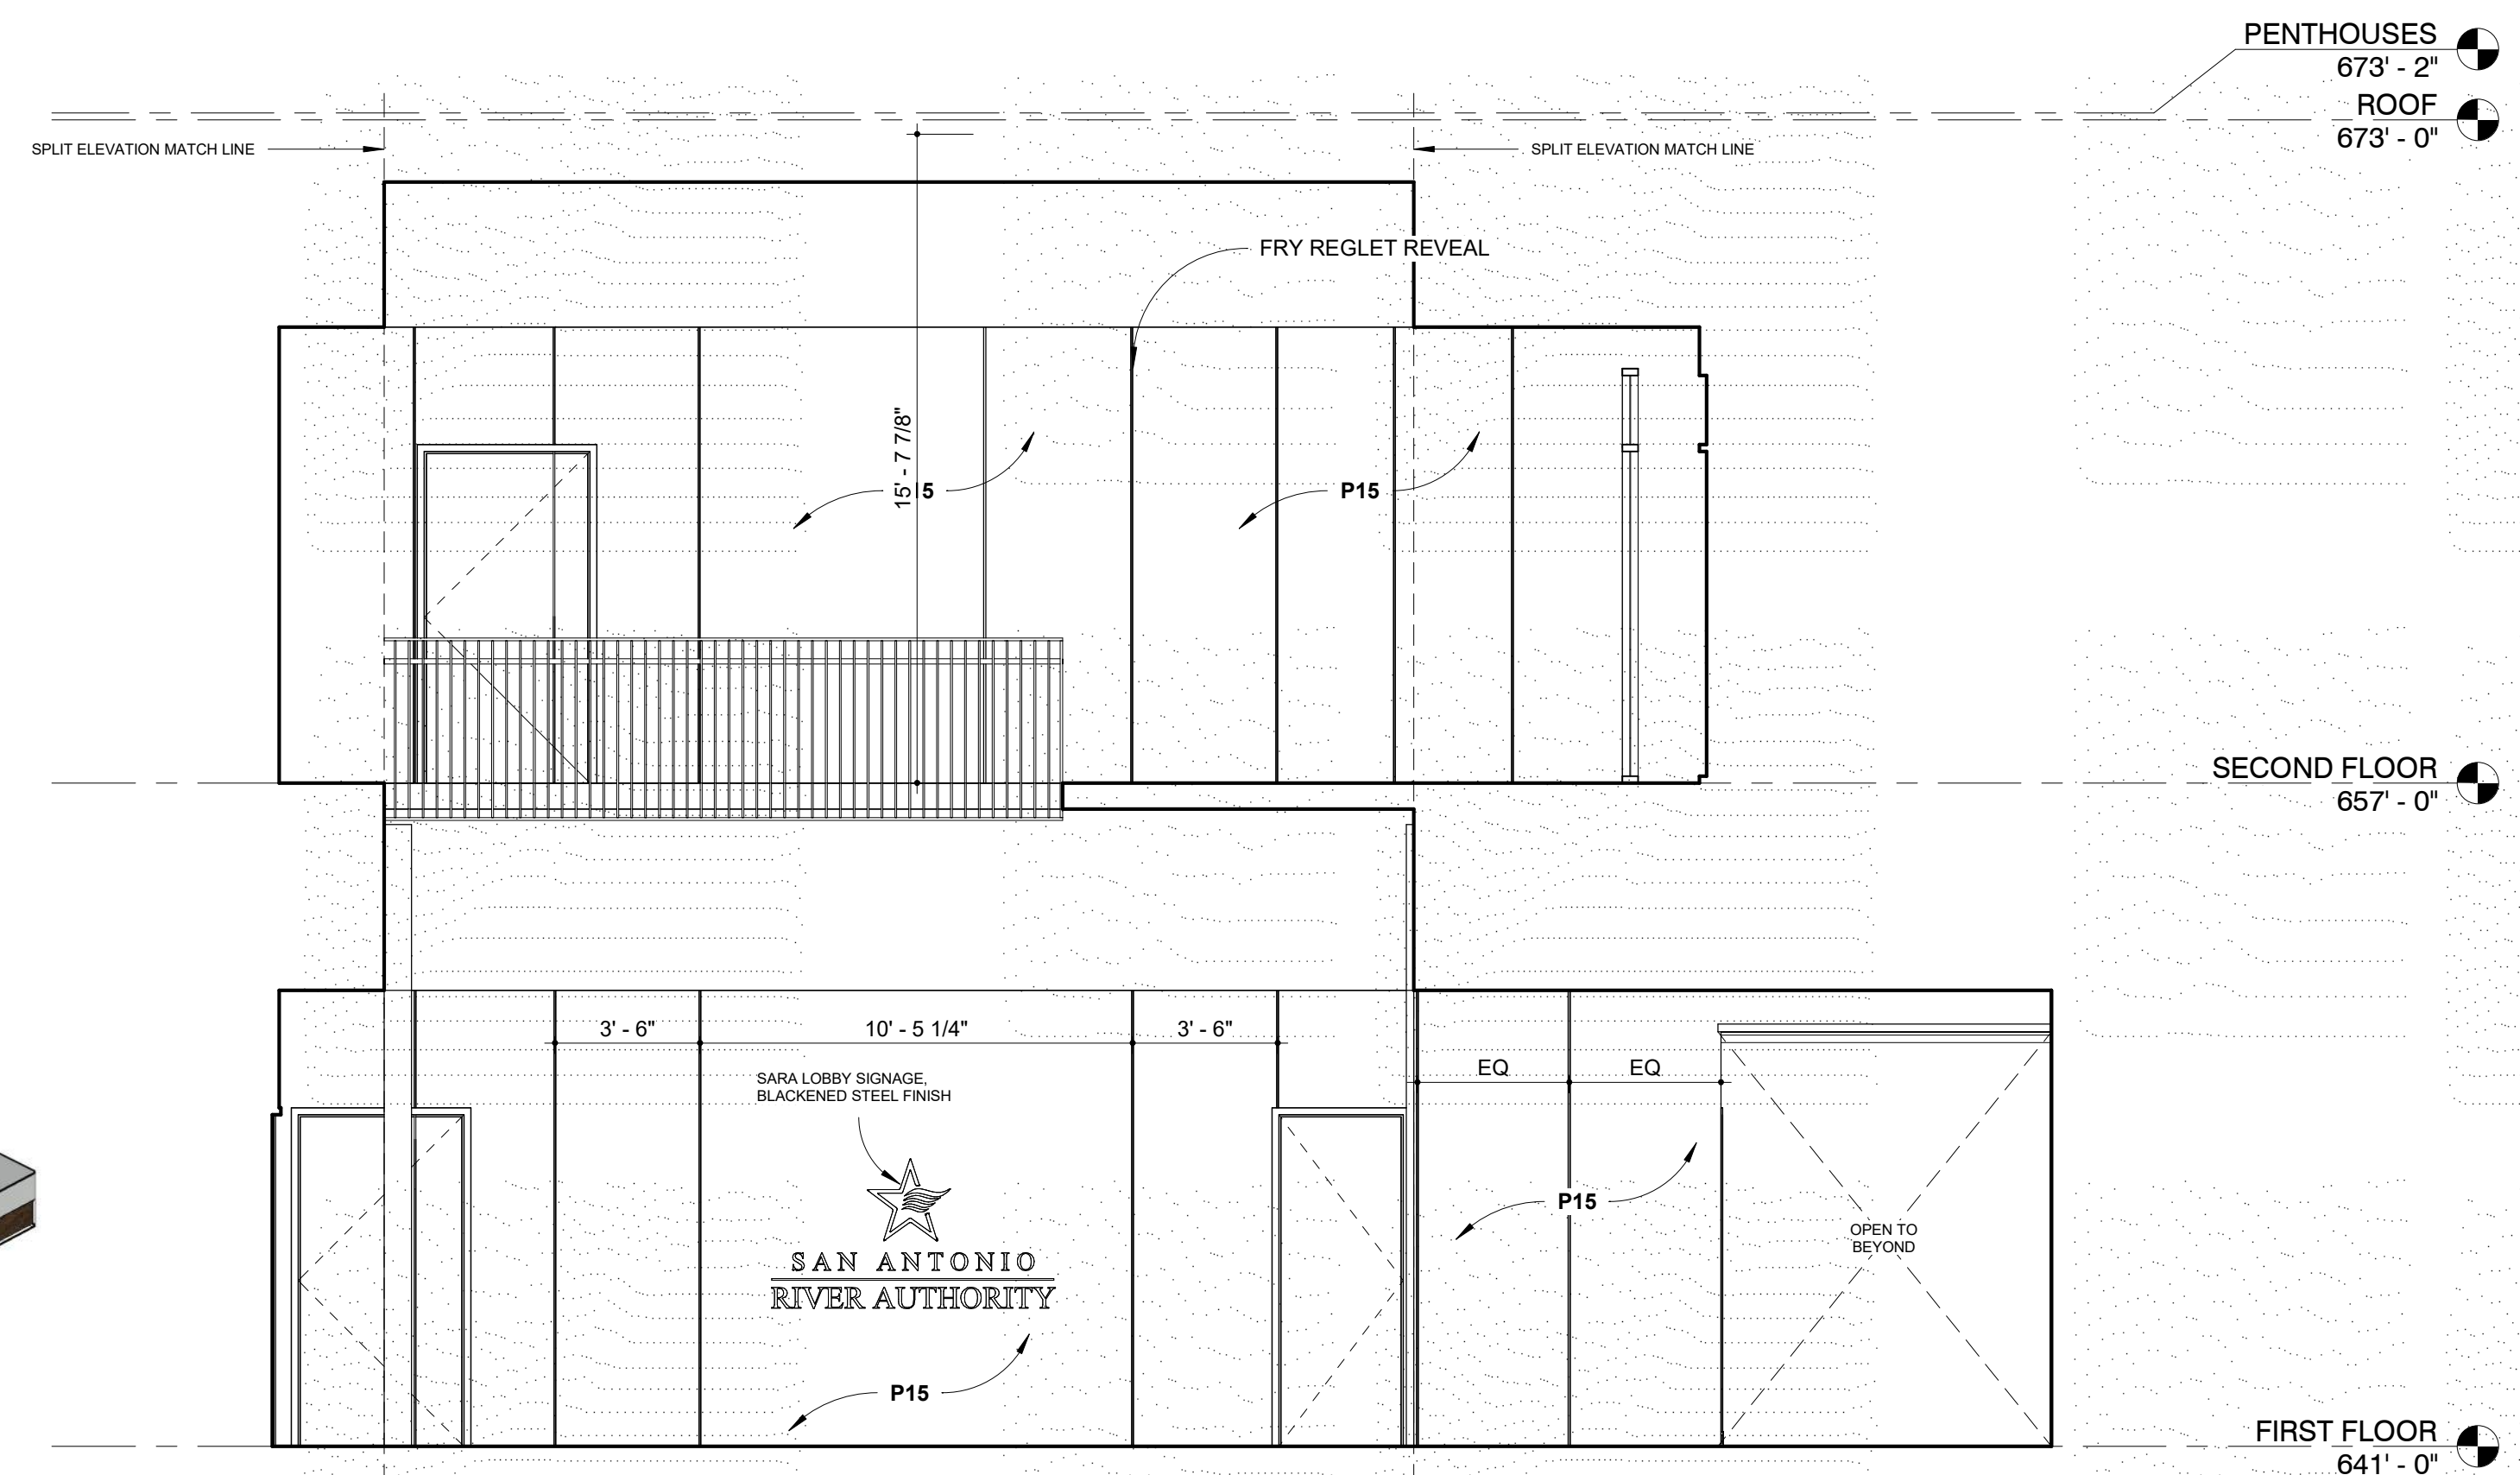 PENTHOUSES
673' - 2"
ROOF
673' - 0"
SPLIT ELEVATION MATCH LINE
SPLIT ELEVATION MATCH LINE
FRY REGLET REVEAL
15' - 7 7/8"
15
P15
SECOND FLOOR
657' - 0"
3' - 6"
10' - 5 1/4"
3' - 6"
EQ
EQ
SARA LOBBY SIGNAGE,
BLACKENED STEEL FINISH
P15
OPEN TO
BEYOND
SAN ANTONIO
RIVER AUTHORITY
P15
FIRST FLOOR
641' - 0"